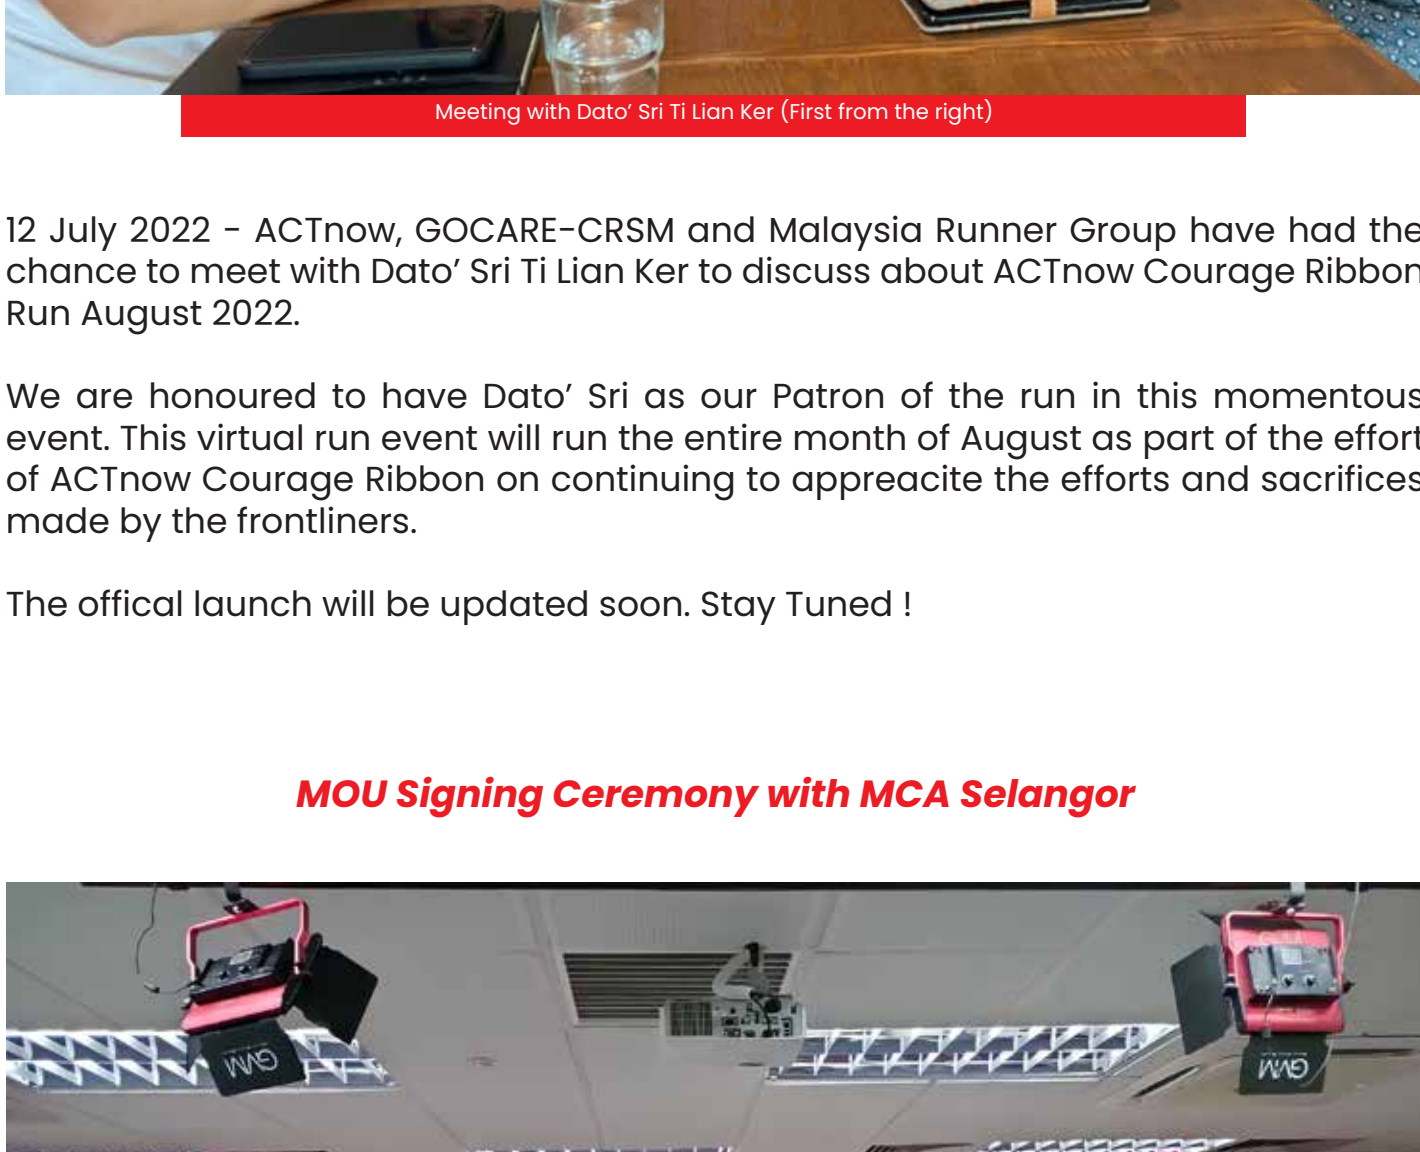 Meeting with Dato’ Sri Ti Lian Ker (First from the right)
12 July 2022 - ACTnow, GOCARE-CRSM and Malaysia Runner Group have had the
chance to meet with Dato’ Sri Ti Lian Ker to discuss about ACTnow Courage Ribbon
Run August 2022.
We are honoured to have Dato’ Sri as our Patron of the run in this momentous
event. This virtual run event will run the entire month of August as part of the effort
of ACTnow Courage Ribbon on continuing to appreacite the efforts and sacrifices
made by the frontliners.
The offical launch will be updated soon. Stay Tuned !
MOU Signing Ceremony with MCA Selangor
GVM
GVM